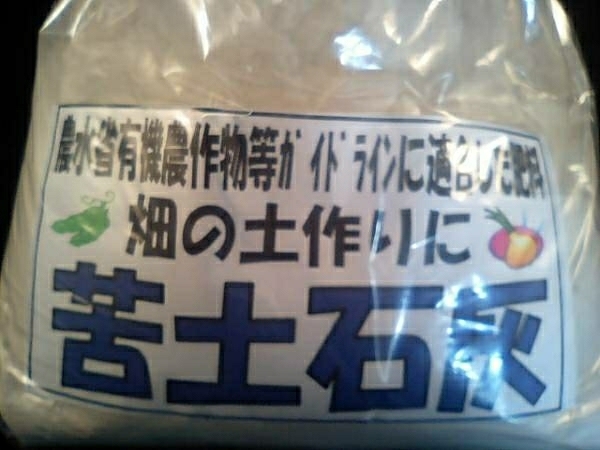 農水省有機農作物等ガイドラインに適合した肥料
畑の土作りに
苦土石灰